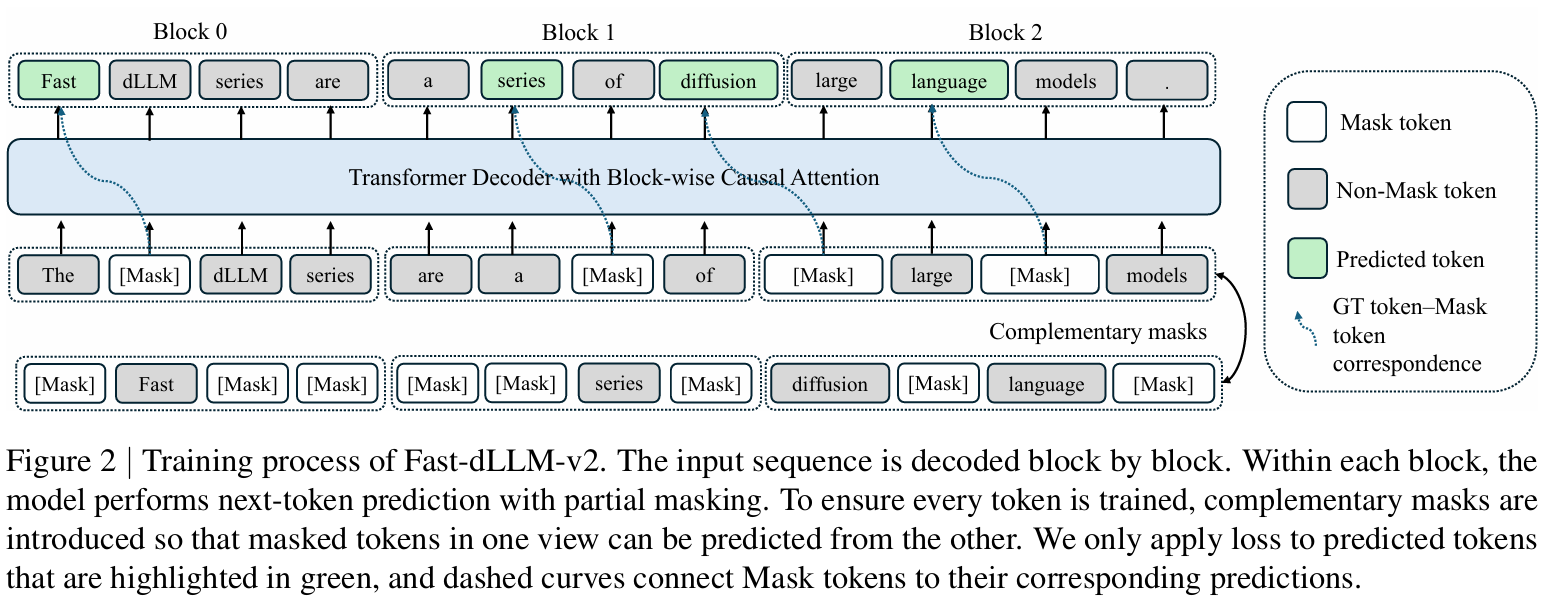 Block 0 Block 1 Block 2
Fast dLLM series are a series of diffusion large language models .
Transformer Decoder with Block-wise Causal Attention
The [Mask] dLLM series are a [Mask] of [Mask] large [Mask] models
Complementary masks
[Mask] Fast [Mask] [Mask] [Mask] [Mask] series [Mask] diffusion [Mask] language [Mask]
Mask token
Non-Mask token
Predicted token
GT token–Mask
token
correspondence
Figure 2 | Training process of Fast-dLLM-v2. The input sequence is decoded block by block. Within each block, the
model performs next-token prediction with partial masking. To ensure every token is trained, complementary masks are
introduced so that masked tokens in one view can be predicted from the other. We only apply loss to predicted tokens
that are highlighted in green, and dashed curves connect Mask tokens to their corresponding predictions.